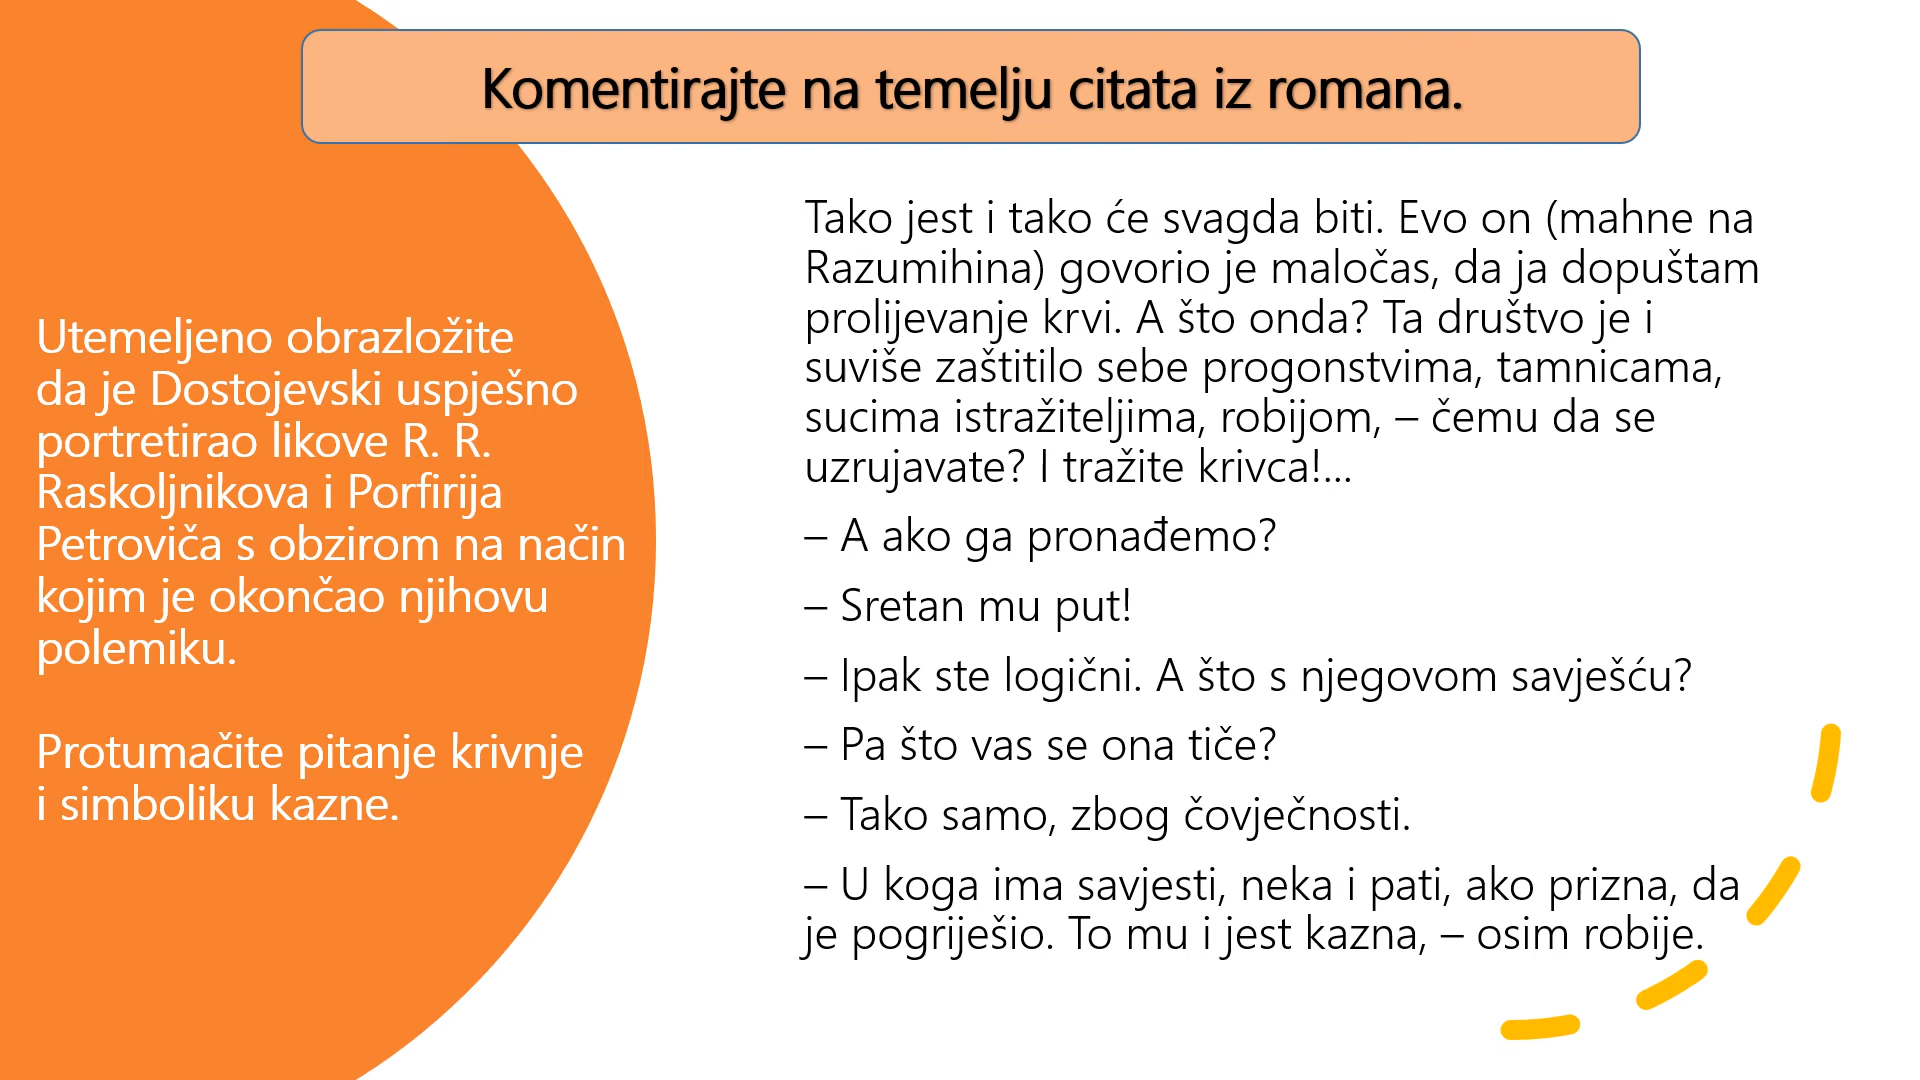 Komentirajte na temelju citata iz romana.
Utemeljeno obrazložite
da je Dostojevski uspješno
portretirao likove R. R.
Raskoljnikova i Porfirija
Petroviča s obzirom na način
kojim je okončao njihovu
polemiku.
Protumačite pitanje krivnje
i simboliku kazne.
Tako jest i tako će svagda biti. Evo on (mahne na
Razumihina) govorio je maločas, da ja dopuštam
prolijevanje krvi. A što onda? Ta društvo je i
suviše zaštitilo sebe progonstvima, tamnicama,
sucima istražiteljima, robijom, – čemu da se
uzrujavate? I tražite krivca!...
– A ako ga pronađemo?
– Sretan mu put!
– Ipak ste logični. A što s njegovom savješću?
– Pa što vas se ona tiče?
– Tako samo, zbog čovječnosti.
– U koga ima savjesti, neka i pati, ako prizna, da
je pogriješio. To mu i jest kazna, – osim robije.